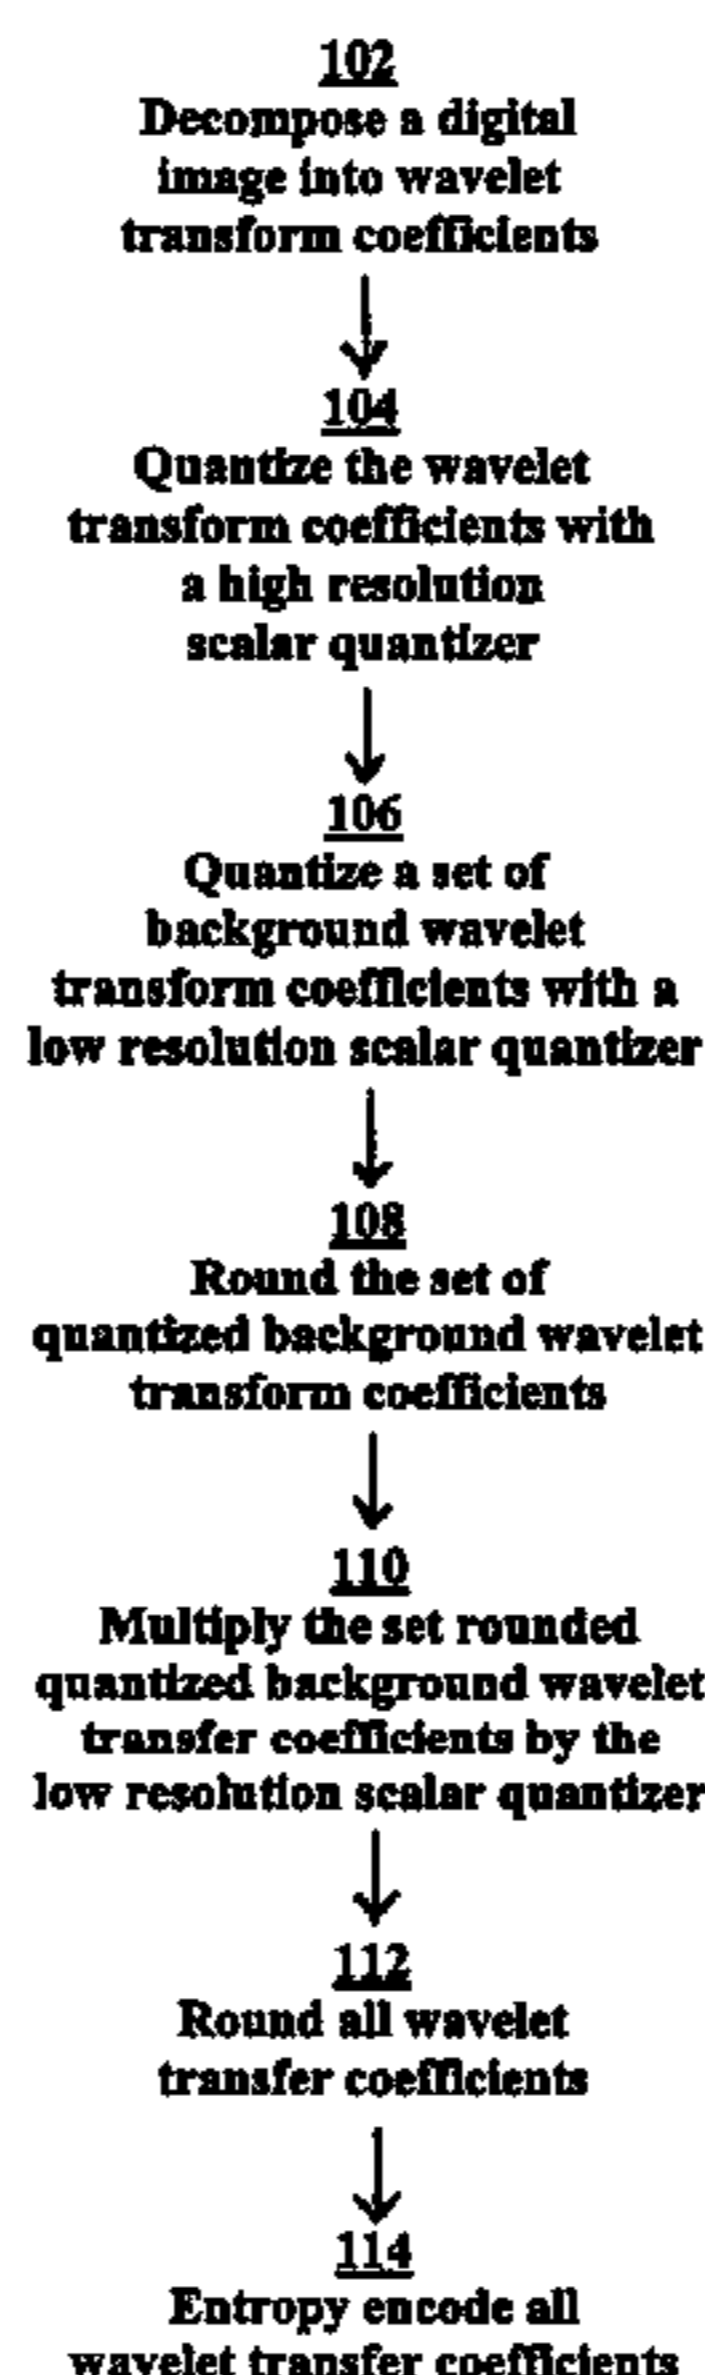 102
Decompose a digital
image into wavelet
transform coefficients
104
Quantize the wavelet
transform coefficients with
a high resolution
scalar quantizer
106
Quantize a set of
background wavelet
transform coefficients with a
low resolution scalar quantizer
108
Round the set of
quantized background wavelet
transform coefficients
110
Multiply the set rounded
quantized background wavelet
transfer coefficients by the
low resolution scalar quantizer
112
Round all wavelet
transfer coefficients
114
Entropy encode all
wavelet transfer coefficients